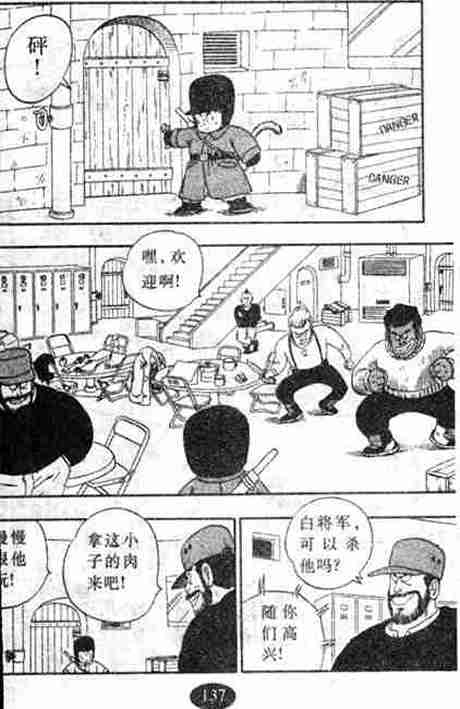 砰!
DANGER
DANGER
嘿,欢
迎啊!
白将军,
可以杀
他吗?
随你
们高
兴!
拿这小
子的肉
来吧!
慢慢
跟他
玩!
137